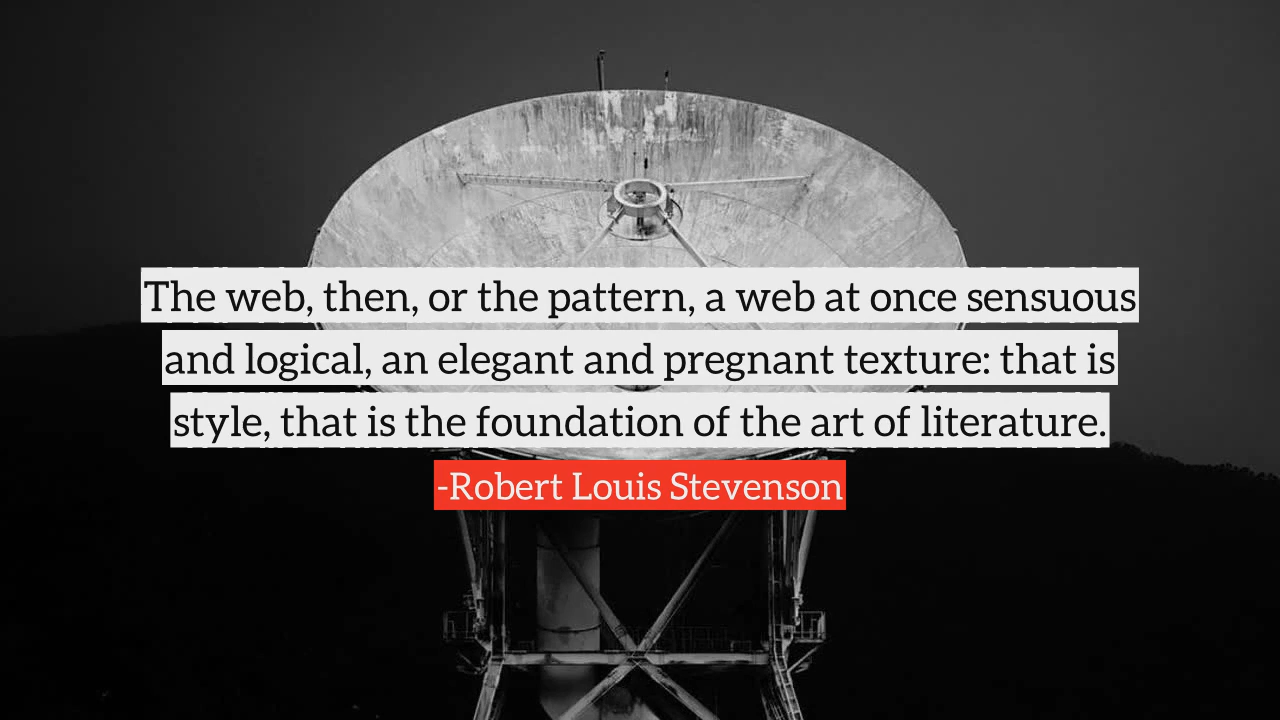 The web, then, or the pattern, a web at once sensuous
and logical, an elegant and pregnant texture: that is
style, that is the foundation of the art of literature.
-Robert Louis Stevenson